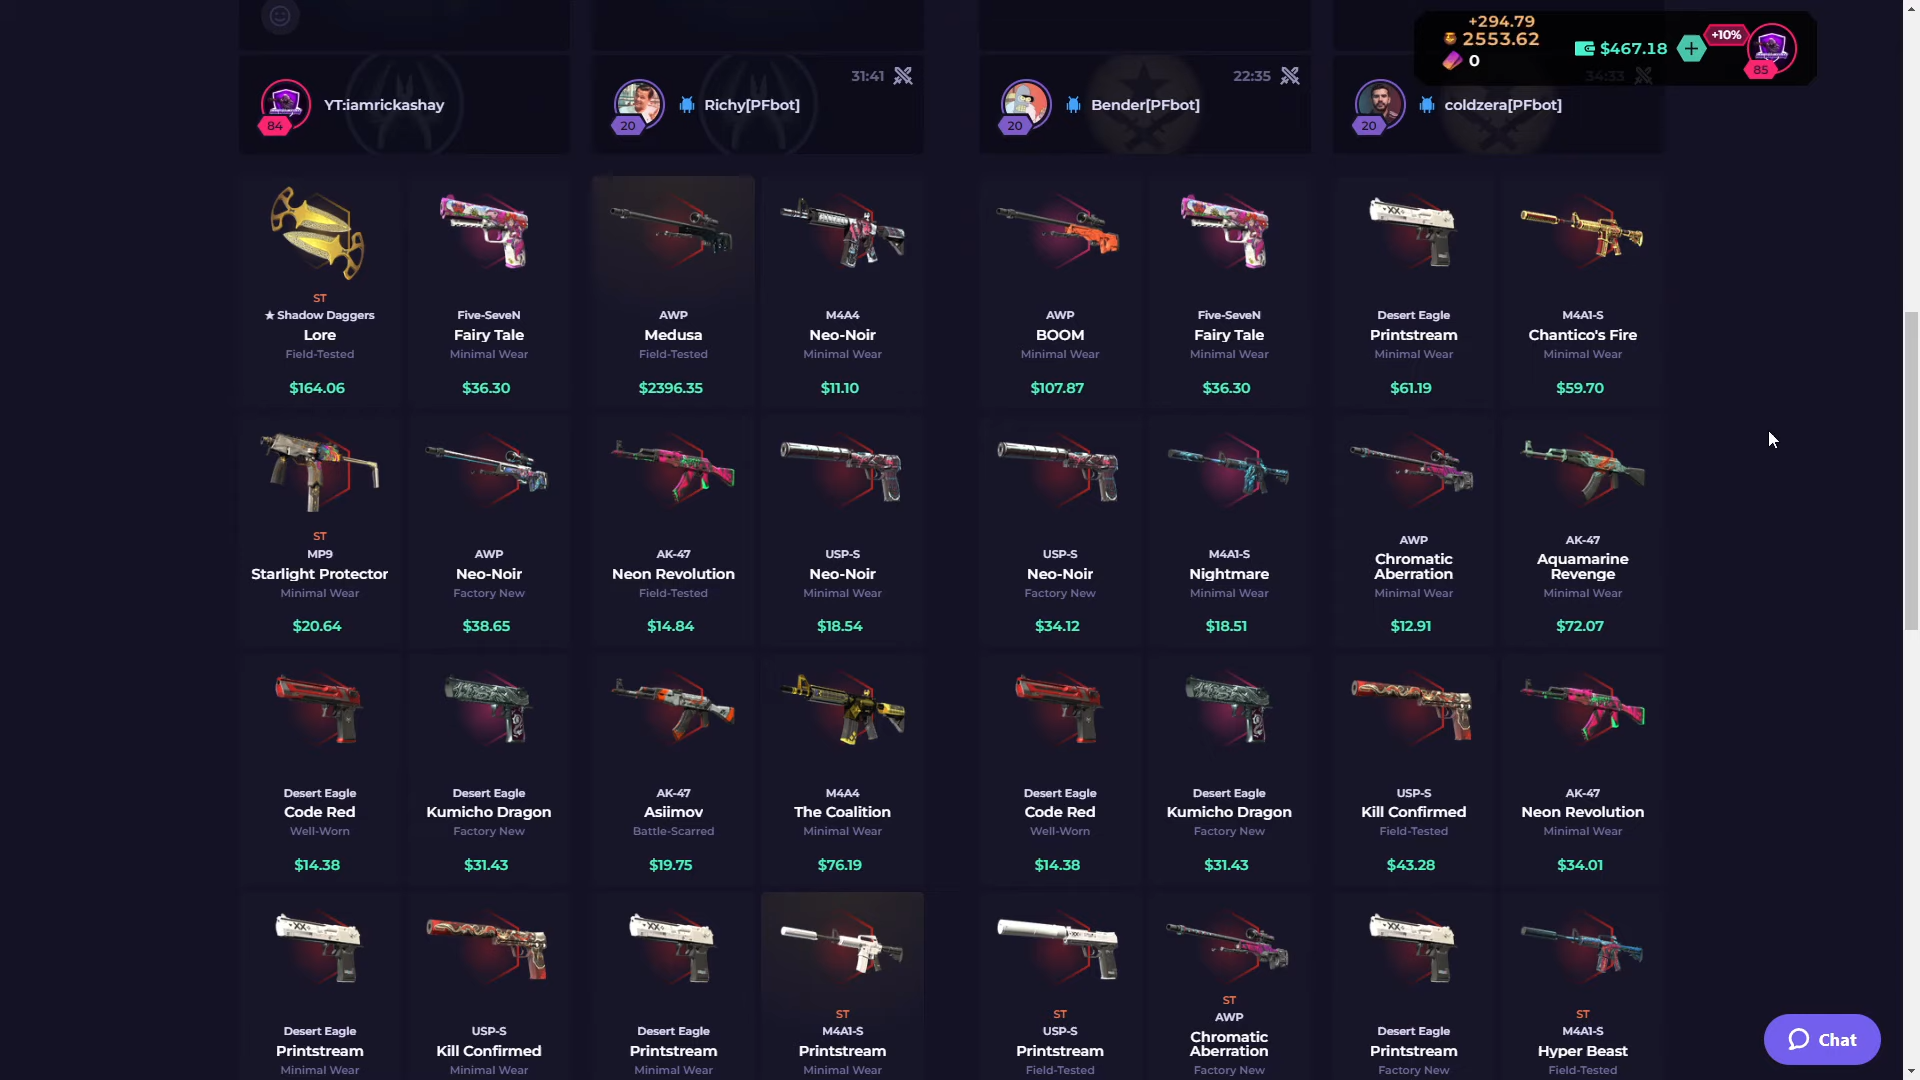 +294.79
2553.62
0
$467.18
+10%
85
YT:iamrickashay
84
31:41
Richy[PFbot]
20
22:35
Bender[PFbot]
20
34:33
coldzera[PFbot]
20
ST
★ Shadow Daggers
Lore
Field-Tested
$164.06
Five-SeveN
Fairy Tale
Minimal Wear
$36.30
AWP
Medusa
Field-Tested
$2396.35
M4A4
Neo-Noir
Minimal Wear
$11.10
AWP
BOOM
Minimal Wear
$107.87
Five-SeveN
Fairy Tale
Minimal Wear
$36.30
Desert Eagle
Printstream
Minimal Wear
$61.19
M4A1-S
Chantico's Fire
Minimal Wear
$59.70
ST
MP9
Starlight Protector
Minimal Wear
$20.64
AWP
Neo-Noir
Factory New
$38.65
AK-47
Neon Revolution
Field-Tested
$14.84
USP-S
Neo-Noir
Minimal Wear
$18.54
USP-S
Neo-Noir
Factory New
$34.12
M4A1-S
Nightmare
Minimal Wear
$18.51
AWP
Chromatic
Aberration
Minimal Wear
$12.91
AK-47
Aquamarine
Revenge
Minimal Wear
$72.07
Desert Eagle
Code Red
Well-Worn
$14.38
Desert Eagle
Kumicho Dragon
Factory New
$31.43
AK-47
Asiimov
Battle-Scarred
$19.75
M4A4
The Coalition
Minimal Wear
$76.19
Desert Eagle
Code Red
Well-Worn
$14.38
Desert Eagle
Kumicho Dragon
Factory New
$31.43
USP-S
Kill Confirmed
Field-Tested
$43.28
AK-47
Neon Revolution
Minimal Wear
$34.01
Desert Eagle
Printstream
Minimal Wear
USP-S
Kill Confirmed
Minimal Wear
Desert Eagle
Printstream
Minimal Wear
ST
M4A1-S
Printstream
Minimal Wear
ST
USP-S
Printstream
Field-Tested
ST
AWP
Chromatic
Aberration
Factory New
Desert Eagle
Printstream
Factory New
ST
M4A1-S
Hyper Beast
Field-Tested
Chat